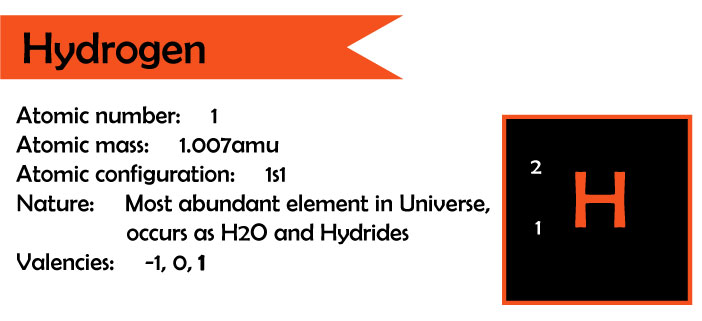 Hydrogen
Atomic number: 1
Atomic mass: 1.007amu
Atomic configuration: 1s1
Nature: Most abundant element in Universe,
occurs as H2O and Hydrides
Valencies: -1, 0, 1
2
H
1